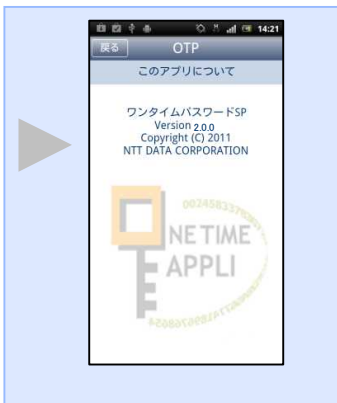 14:21
戻る
OTP
このアプリについて
ワンタイムパスワードSP
Version 2.0.0
Copyright (C) 2011
NTT DATA CORPORATION
NE TIME
APPLI